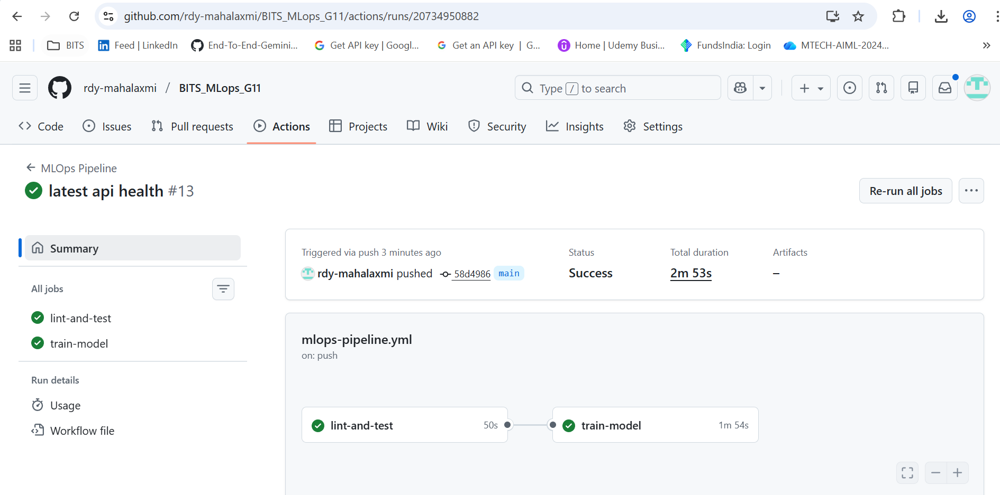 github.com/rdy-mahalaxmi/BITS_MLops_G11/actions/runs/20734950882
BITS Feed | LinkedIn End-To-End-Gemini... Get API key | Googl... Get an API key | G... Home | Udemy Busi... FundsIndia: Login MTECH-AIML-2024...
rdy-mahalaxmi / BITS_MLops_G11 Type / to search
Code Issues Pull requests Actions Projects Wiki Security Insights Settings
MLOps Pipeline
latest api health #13
Re-run all jobs
Summary
All jobs
lint-and-test
train-model
Run details
Usage
Workflow file
Triggered via push 3 minutes ago Status Total duration Artifacts
rdy-mahalaxmi pushed 58d4986 main Success 2m 53s –
mlops-pipeline.yml
on: push
lint-and-test 50s train-model 1m 54s